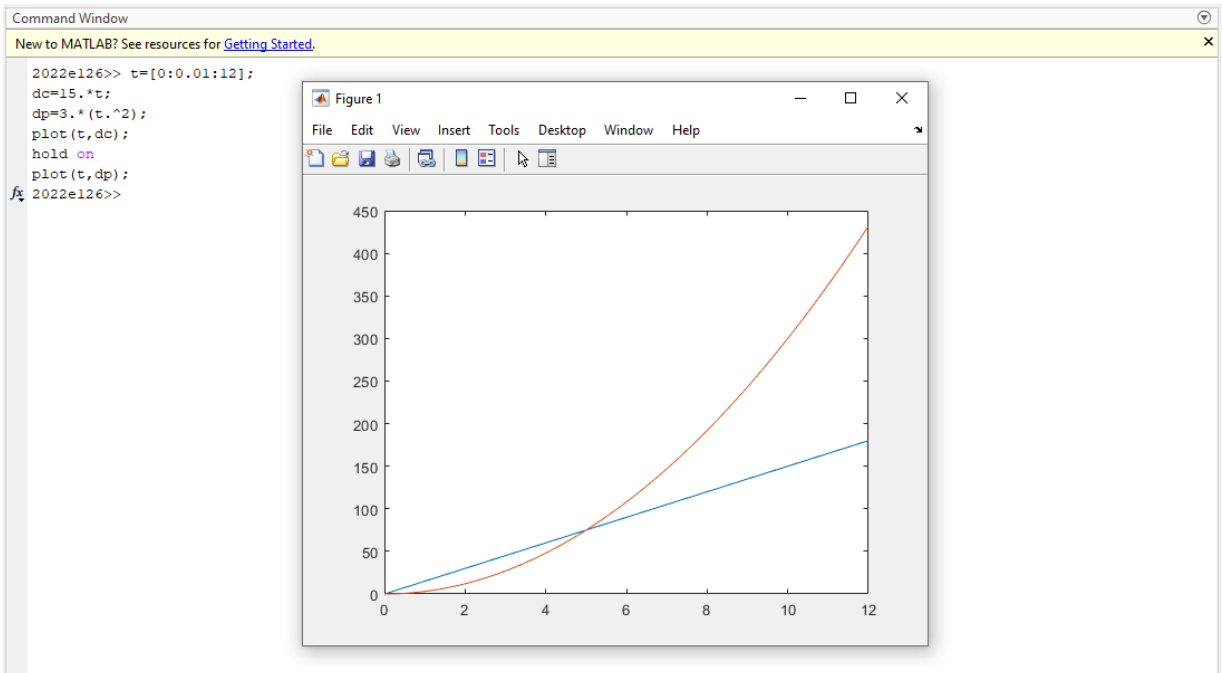 Command Window
New to MATLAB? See resources for Getting Started.
2022e126>> t=[0:0.01:12];
dc=15.*t;
dp=3.*(t.^2);
plot(t,dc);
hold on
plot(t,dp);
fx 2022e126>>
Figure 1
File Edit View Insert Tools Desktop Window Help
450
400
350
300
250
200
150
100
50
0
0 2 4 6 8 10 12